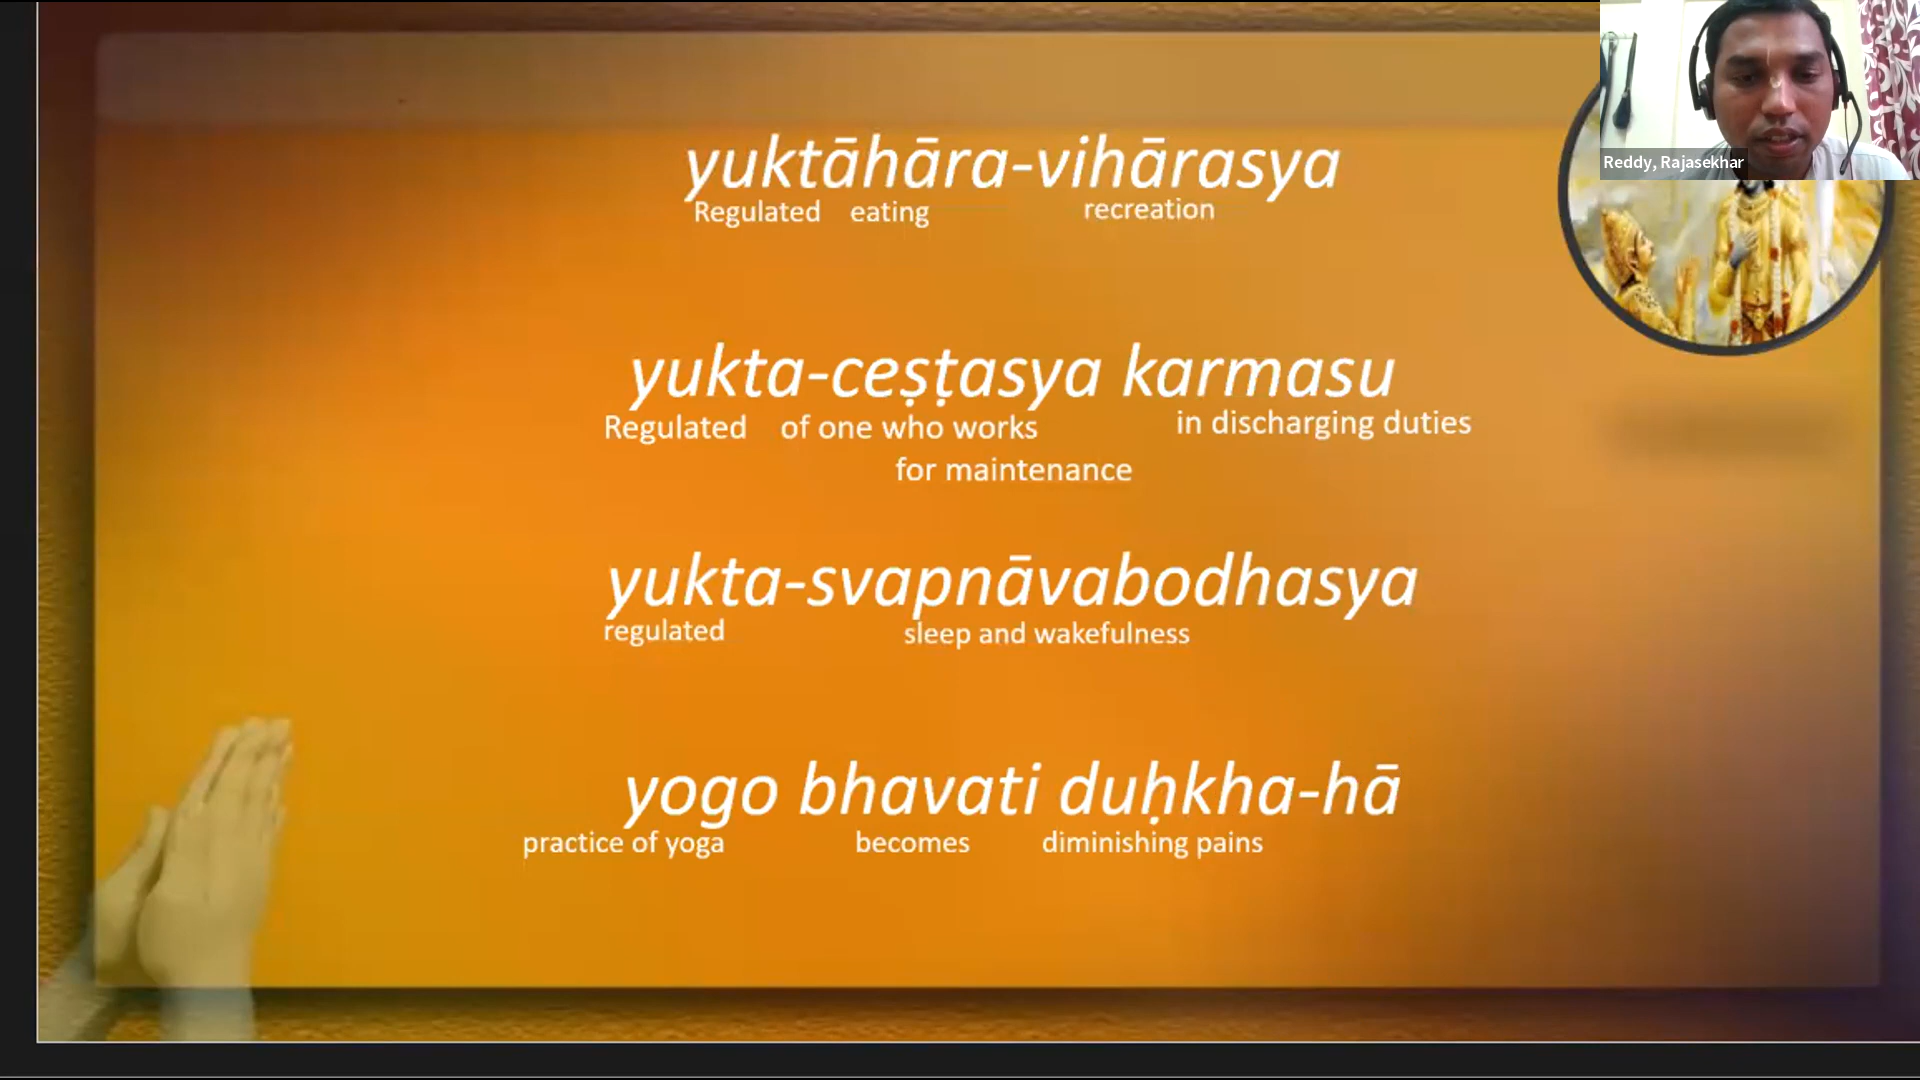 Reddy, Rajasekhar
yuktāhāra-vihārasya
Regulated eating recreation
yukta-ceṣṭasya karmasu
Regulated of one who works in discharging duties
for maintenance
yukta-svapnāvabodhasya
regulated sleep and wakefulness
yogo bhavati duḥkha-hā
practice of yoga becomes diminishing pains